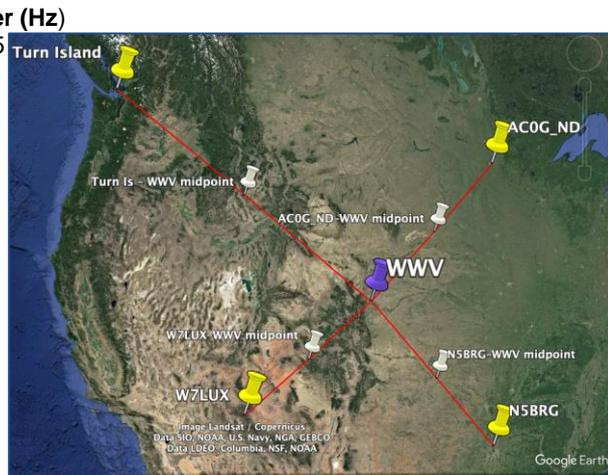 er (Hz)
5
Turn Island
AC0G_ND
Turn Is - WWV midpoint
AC0G_ND-WWV midpoint
WWV
W7LUX-WWV midpoint
N5BRG-WWV midpoint
W7LUX
N5BRG
Image Landsat / Copernicus
Data SIO, NOAA, U.S. Navy, NGA, GEBCO
Data LDEO-Columbia, NSF, NOAA
Google Earth